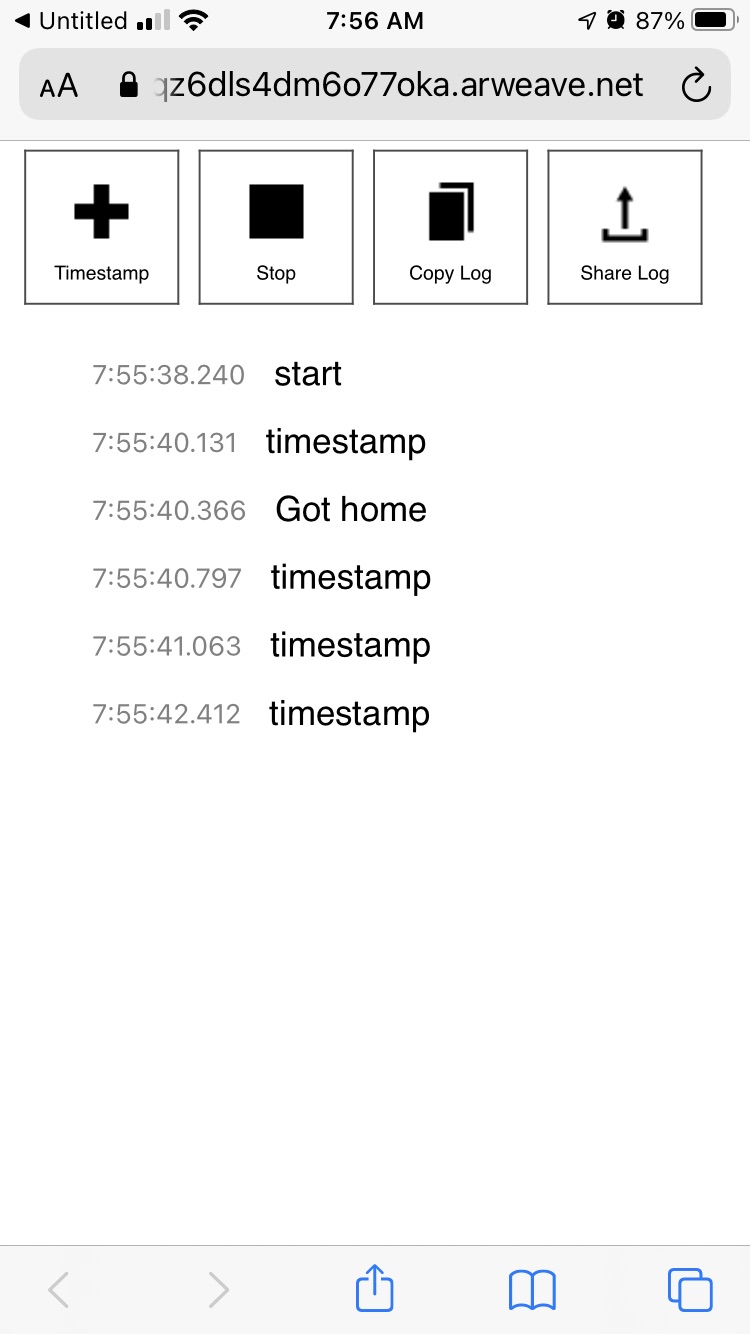 Untitled 7:56 AM 87%
AA qz6dls4dm6o77oka.arweave.net
Timestamp Stop Copy Log Share Log
7:55:38.240 start
7:55:40.131 timestamp
7:55:40.366 Got home
7:55:40.797 timestamp
7:55:41.063 timestamp
7:55:42.412 timestamp